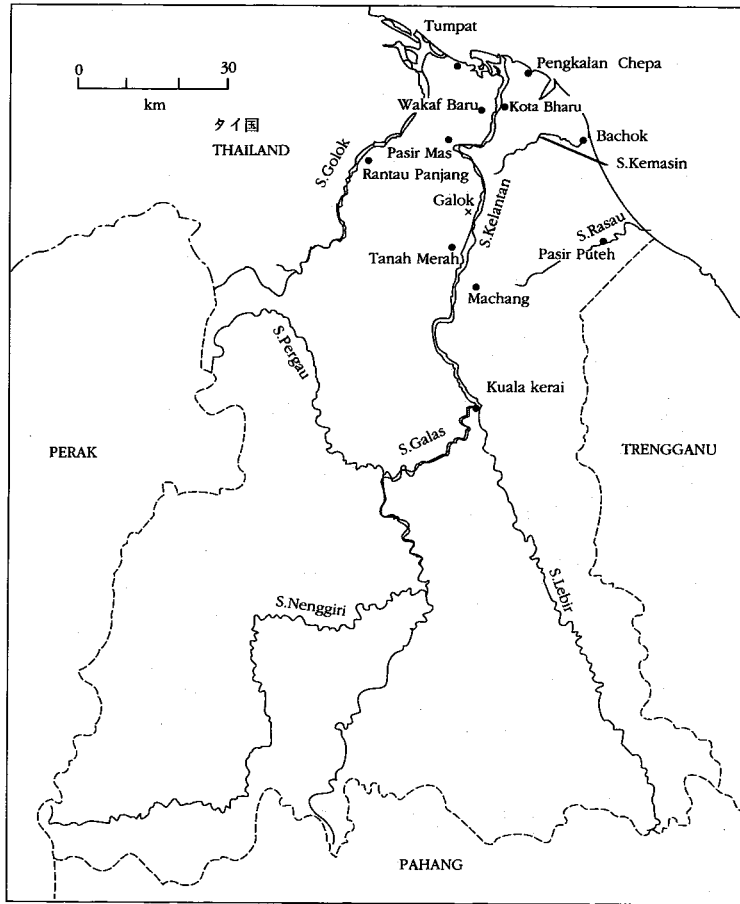 Tumpat
0 30
km
Pengkalan Chepa
Wakaf Baru
Kota Bharu
タイ国
THAILAND
Pasir Mas
Bachok
S.Golok
Rantau Panjang
S.Kemasin
Galok
S.Kelantan
S.Rasau
Tanah Merah
Pasir Puteh
Machang
S.Pergau
Kuala kerai
S.Galas
PERAK
TRENGGANU
S.Nenggiri
S.Lebir
PAHANG